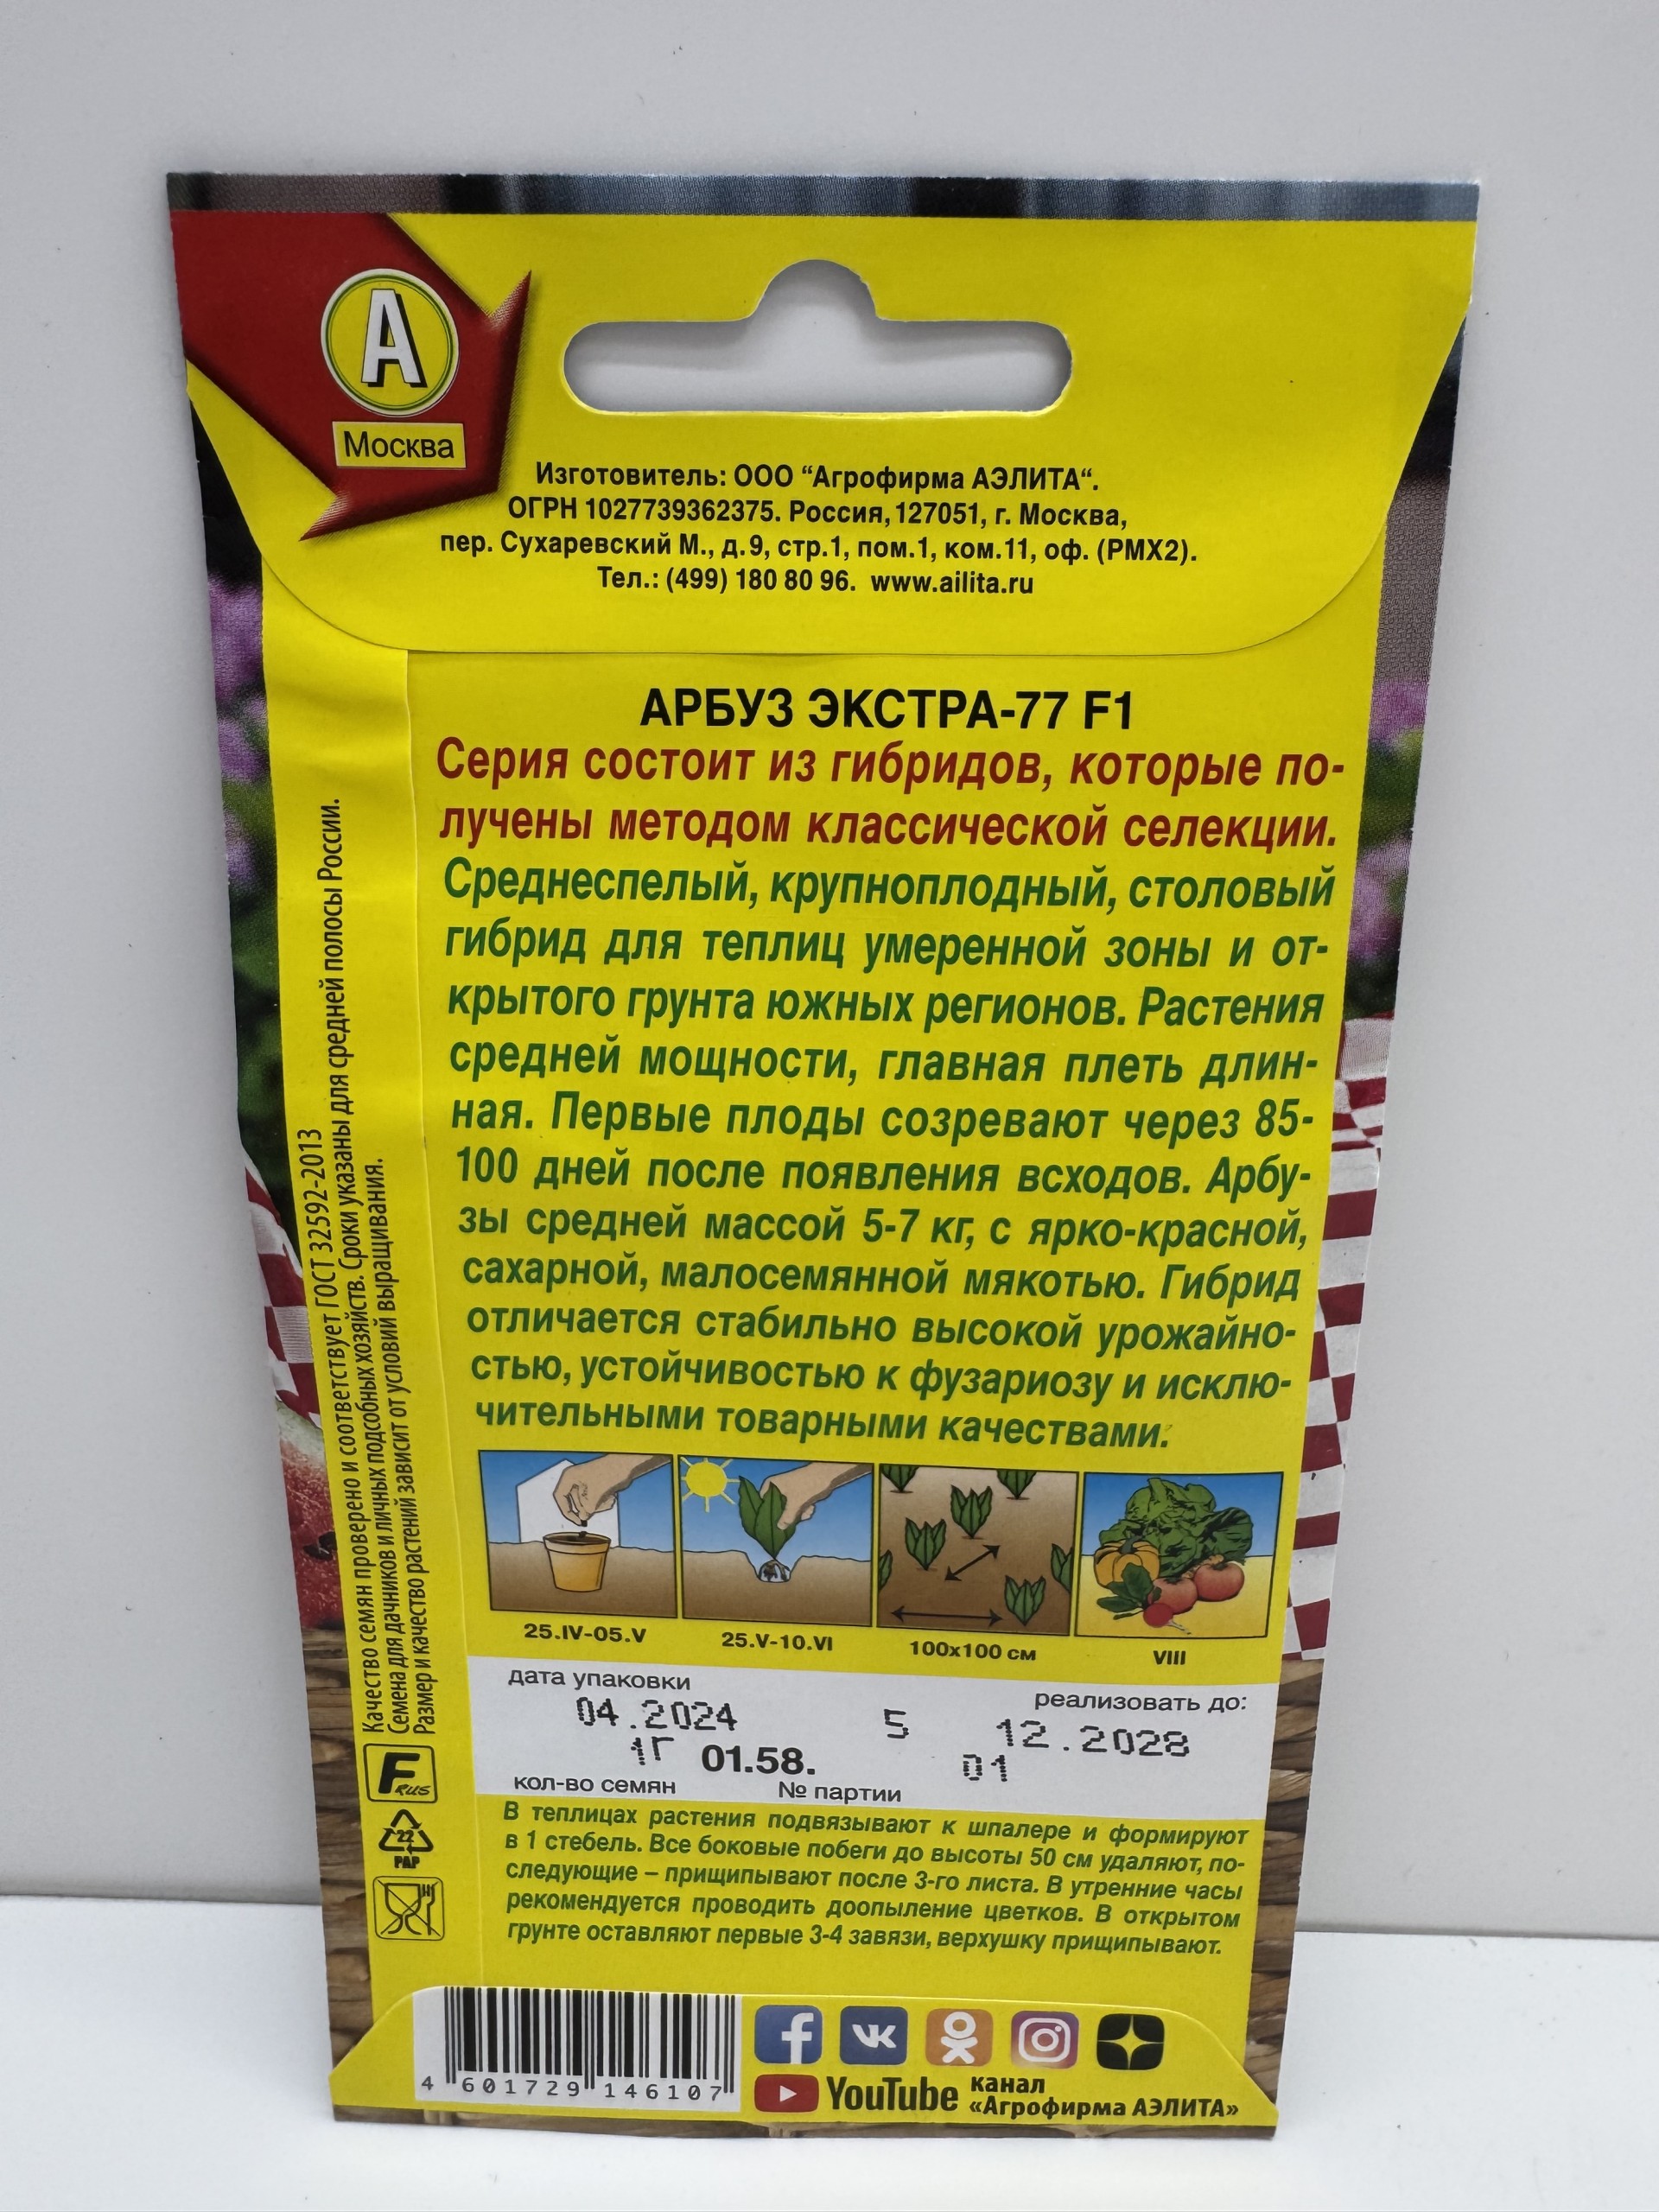 А
Москва
Изготовитель: ООО “Агрофирма АЭЛИТА“.
ОГРН 1027739362375. Россия, 127051, г. Москва,
пер. Сухаревский М., д.9, стр.1, пом.1, ком.11, оф. (РМХ2).
Тел.: (499) 180 80 96. www.ailita.ru
АРБУЗ ЭКСТРА-77 F1
Серия состоит из гибридов, которые по-
лучены методом классической селекции.
Среднеспелый, крупноплодный, столовый
гибрид для теплиц умеренной зоны и от-
крытого грунта южных регионов. Растения
средней мощности, главная плеть длин-
ная. Первые плоды созревают через 85-
100 дней после появления всходов. Арбу-
зы средней массой 5-7 кг, с ярко-красной,
сахарной, малосемянной мякотью. Гибрид
отличается стабильно высокой урожайно-
стью, устойчивостью к фузариозу и исклю-
чительными товарными качествами.
Качество семян проверено и соответствует ГОСТ 32592-2013
Семена для дачников и личных подсобных хозяйств. Сроки указаны для средней полосы России.
Размер и качество растений зависит от условий выращивания.
25.IV-05.V
25.V-10.VI
100х100 см
VIII
дата упаковки
реализовать до:
04.2024
5
12.2028
1Г
01.58.
01
кол-во семян
№ партии
F RUS
22
PAP
В теплицах растения подвязывают к шпалере и формируют
в 1 стебель. Все боковые побеги до высоты 50 см удаляют, по-
следующие – прищипывают после 3-го листа. В утренние часы
рекомендуется проводить доопыление цветков. В открытом
грунте оставляют первые 3-4 завязи, верхушку прищипывают.
4 601729 146107
YouTube
канал
«Агрофирма АЭЛИТА»